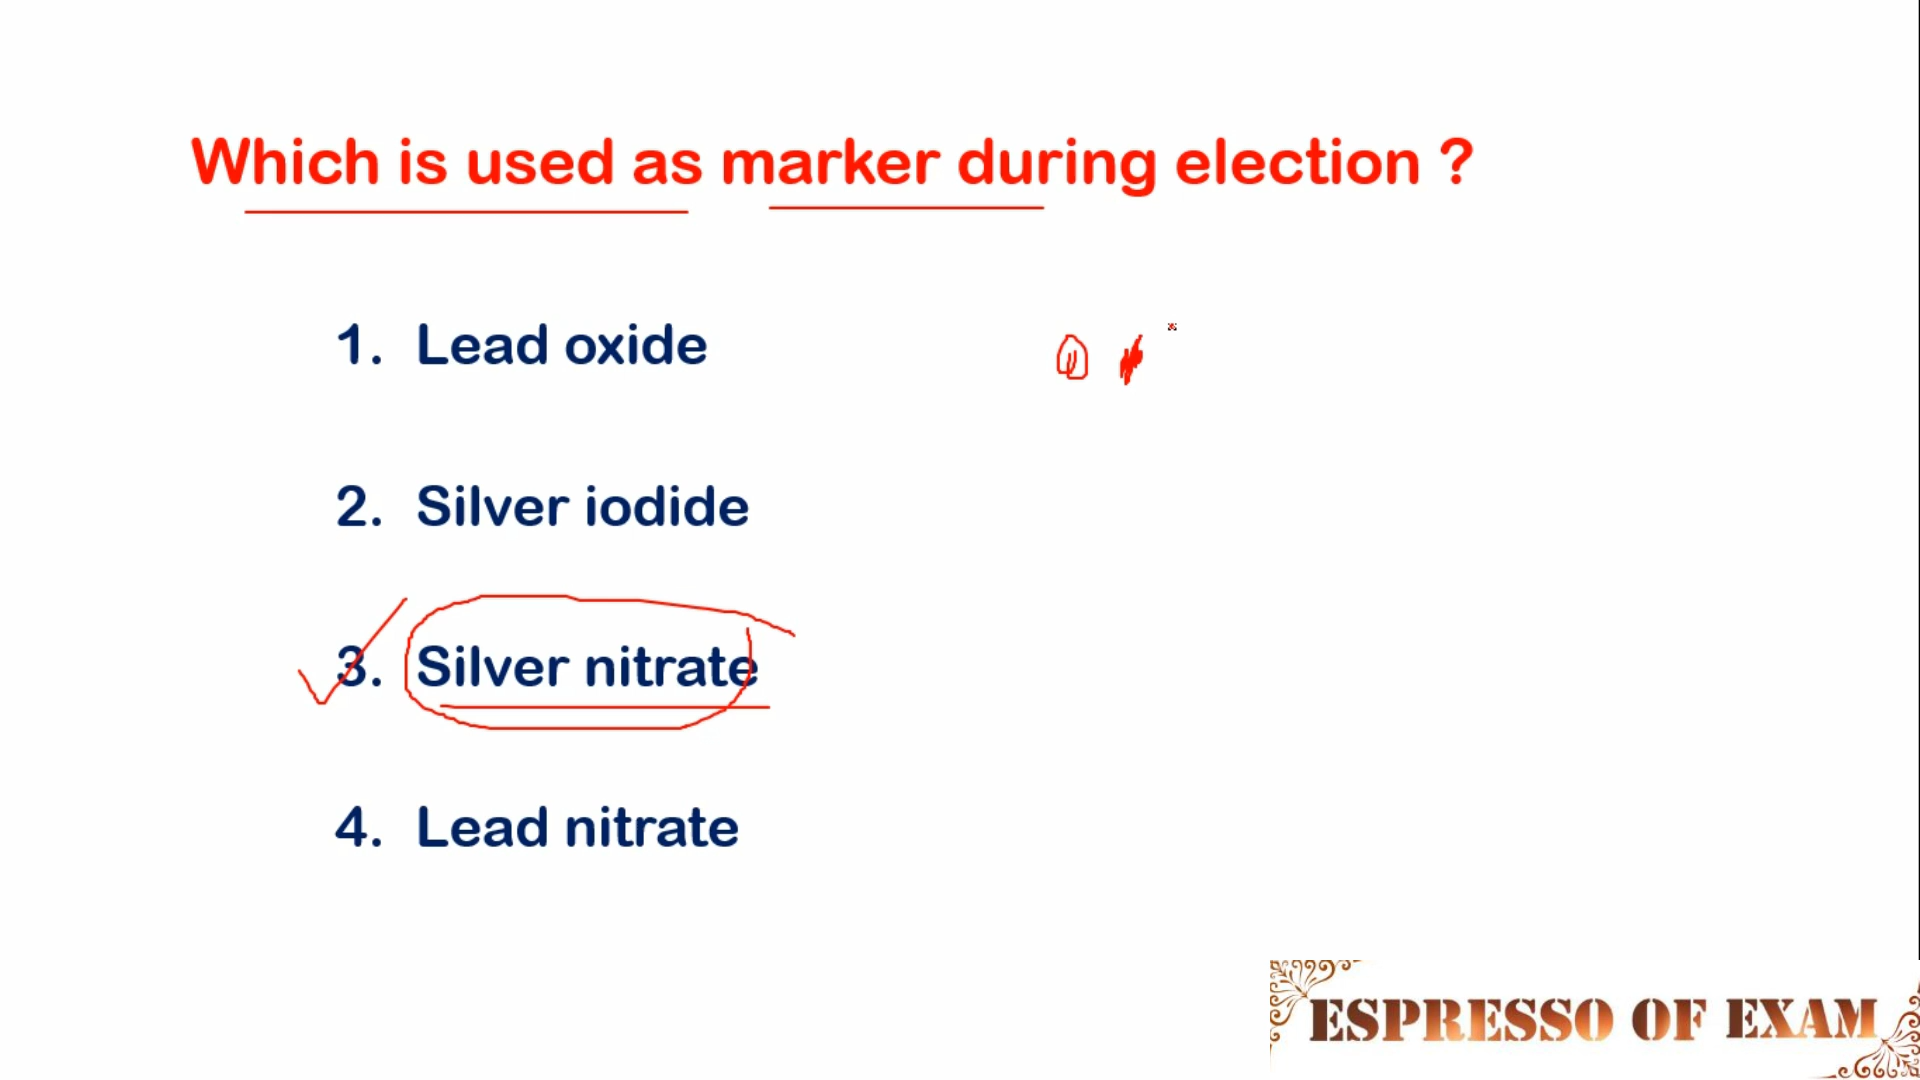 Which is used as marker during election ?
1. Lead oxide
2. Silver iodide
3. Silver nitrate
4. Lead nitrate
ESPRESSO OF EXAM